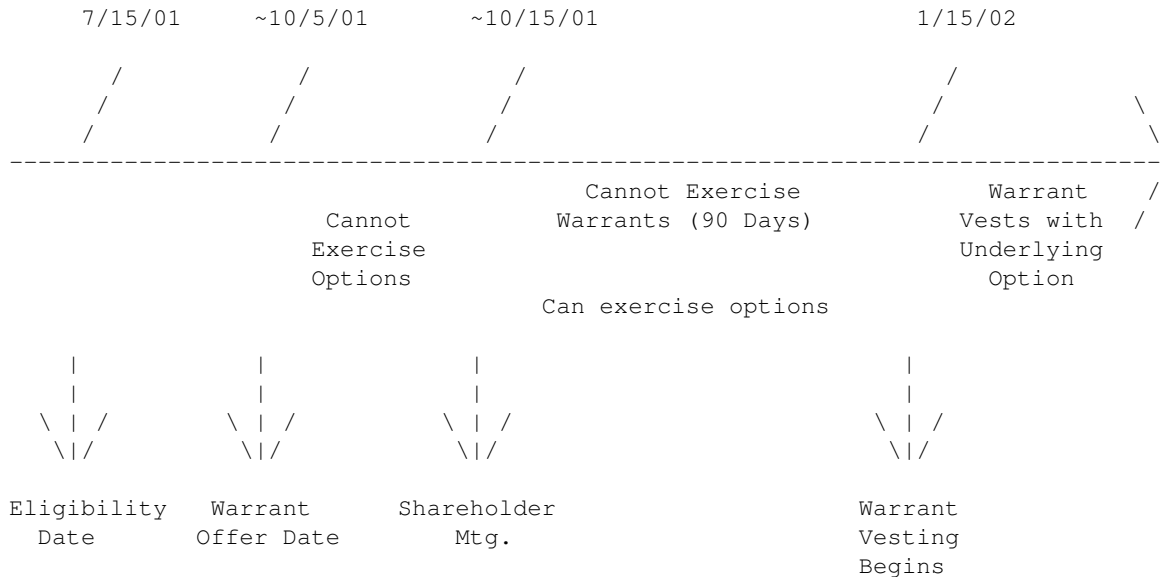 7/15/01 ~10/5/01 ~10/15/01 1/15/02
Cannot Exercise Warrant
Cannot Warrants (90 Days) Vests with
Exercise Underlying
Options Option
Can exercise options
Eligibility Warrant Shareholder Warrant
Date Offer Date Mtg. Vesting
Begins